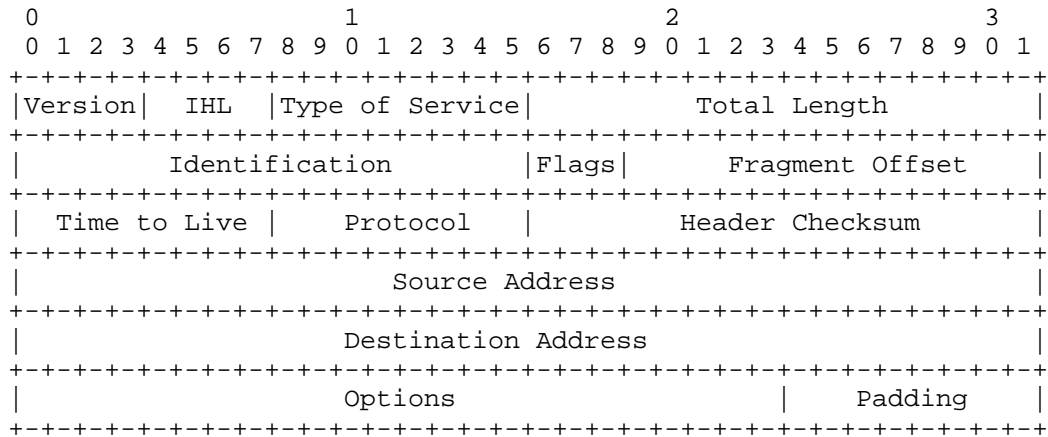 0                   1                   2                   3
 0 1 2 3 4 5 6 7 8 9 0 1 2 3 4 5 6 7 8 9 0 1 2 3 4 5 6 7 8 9 0 1
+-+-+-+-+-+-+-+-+-+-+-+-+-+-+-+-+-+-+-+-+-+-+-+-+-+-+-+-+-+-+-+-+
|Version|  IHL  |Type of Service|          Total Length         |
+-+-+-+-+-+-+-+-+-+-+-+-+-+-+-+-+-+-+-+-+-+-+-+-+-+-+-+-+-+-+-+-+
|         Identification        |Flags|      Fragment Offset    |
+-+-+-+-+-+-+-+-+-+-+-+-+-+-+-+-+-+-+-+-+-+-+-+-+-+-+-+-+-+-+-+-+
|  Time to Live |    Protocol   |         Header Checksum       |
+-+-+-+-+-+-+-+-+-+-+-+-+-+-+-+-+-+-+-+-+-+-+-+-+-+-+-+-+-+-+-+-+
|                       Source Address                          |
+-+-+-+-+-+-+-+-+-+-+-+-+-+-+-+-+-+-+-+-+-+-+-+-+-+-+-+-+-+-+-+-+
|                    Destination Address                        |
+-+-+-+-+-+-+-+-+-+-+-+-+-+-+-+-+-+-+-+-+-+-+-+-+-+-+-+-+-+-+-+-+
|                    Options                    |    Padding    |
+-+-+-+-+-+-+-+-+-+-+-+-+-+-+-+-+-+-+-+-+-+-+-+-+-+-+-+-+-+-+-+-+